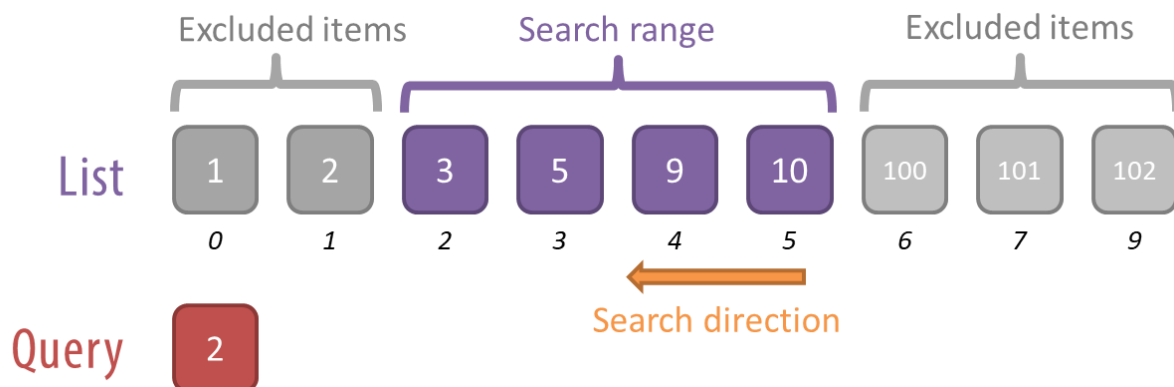 Excluded items Search range Excluded items
List 1 2 3 5 9 10 100 101 102
0 1 2 3 4 5 6 7 9
Search direction
Query 2